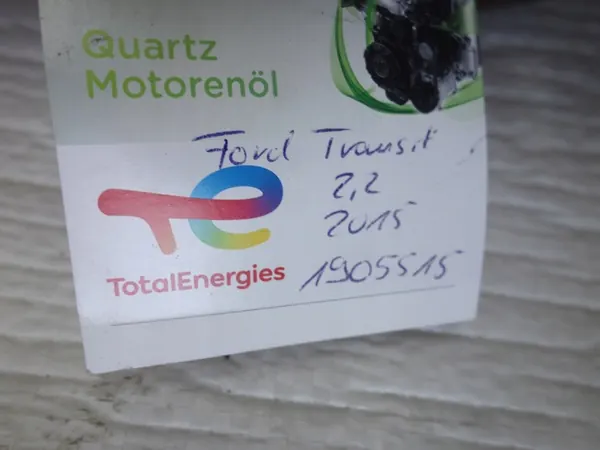 Quartz
Motorenöl
Ford Transit
2,2
2015
TotalEnergies
1905515